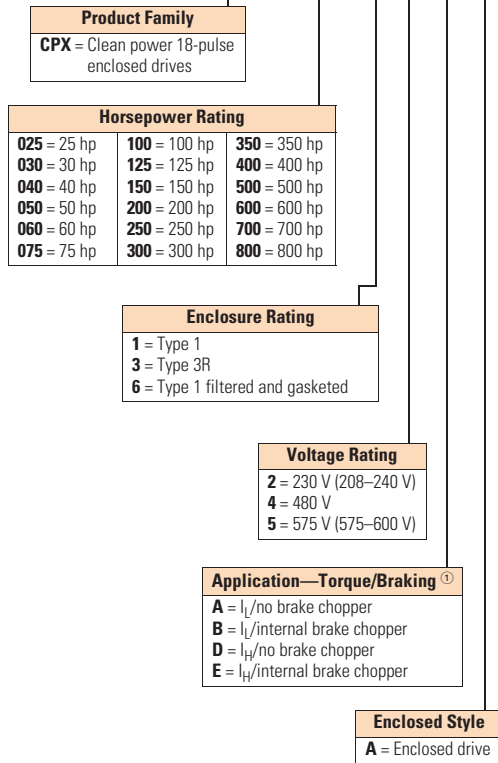 Product Family
CPX = Clean power 18-pulse
enclosed drives
Horsepower Rating
025 = 25 hp 100 = 100 hp 350 = 350 hp
030 = 30 hp 125 = 125 hp 400 = 400 hp
040 = 40 hp 150 = 150 hp 500 = 500 hp
050 = 50 hp 200 = 200 hp 600 = 600 hp
060 = 60 hp 250 = 250 hp 700 = 700 hp
075 = 75 hp 300 = 300 hp 800 = 800 hp
Enclosure Rating
1 = Type 1
3 = Type 3R
6 = Type 1 filtered and gasketed
Voltage Rating
2 = 230 V (208–240 V)
4 = 480 V
5 = 575 V (575–600 V)
Application—Torque/Braking ①
A = IL/no brake chopper
B = IL/internal brake chopper
D = IH/no brake chopper
E = IH/internal brake chopper
Enclosed Style
A = Enclosed drive